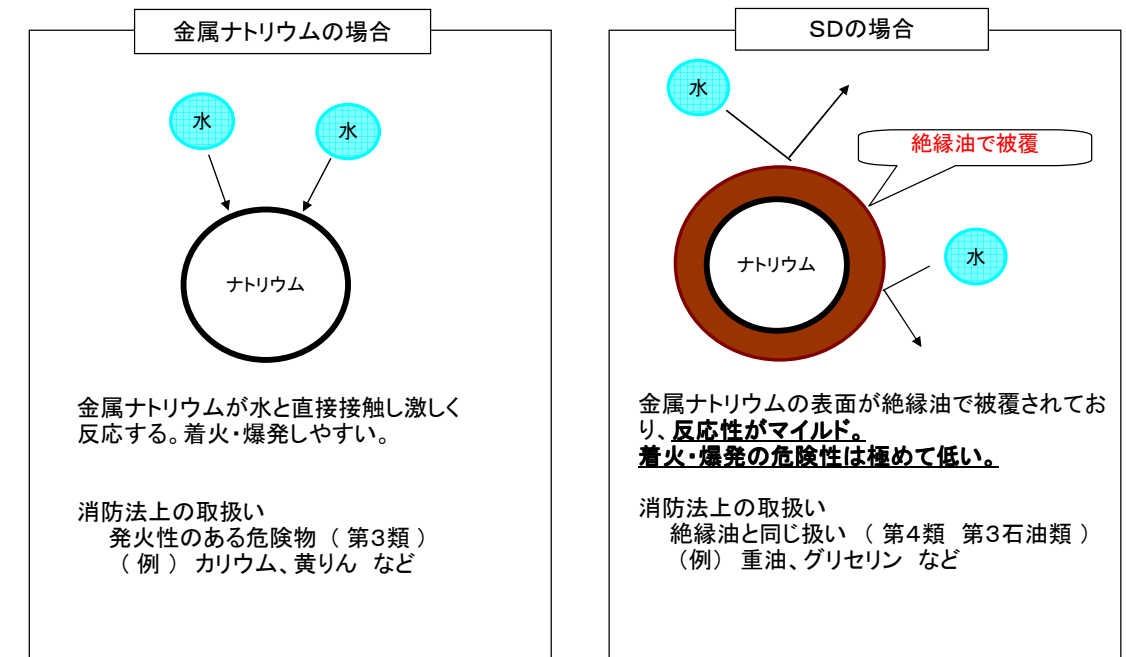 金属ナトリウムの場合
水
水
ナトリウム
金属ナトリウムが水と直接接触し激しく
反応する。着火・爆発しやすい。
消防法上の取扱い
発火性のある危険物 （ 第3類 ）
（ 例 ） カリウム、黄りん など
SDの場合
水
絶縁油で被覆
ナトリウム
水
金属ナトリウムの表面が絶縁油で被覆されてお
り、反応性がマイルド。
着火・爆発の危険性は極めて低い。
消防法上の取扱い
絶縁油と同じ扱い （ 第4類 第3石油類 ）
（例） 重油、グリセリン など